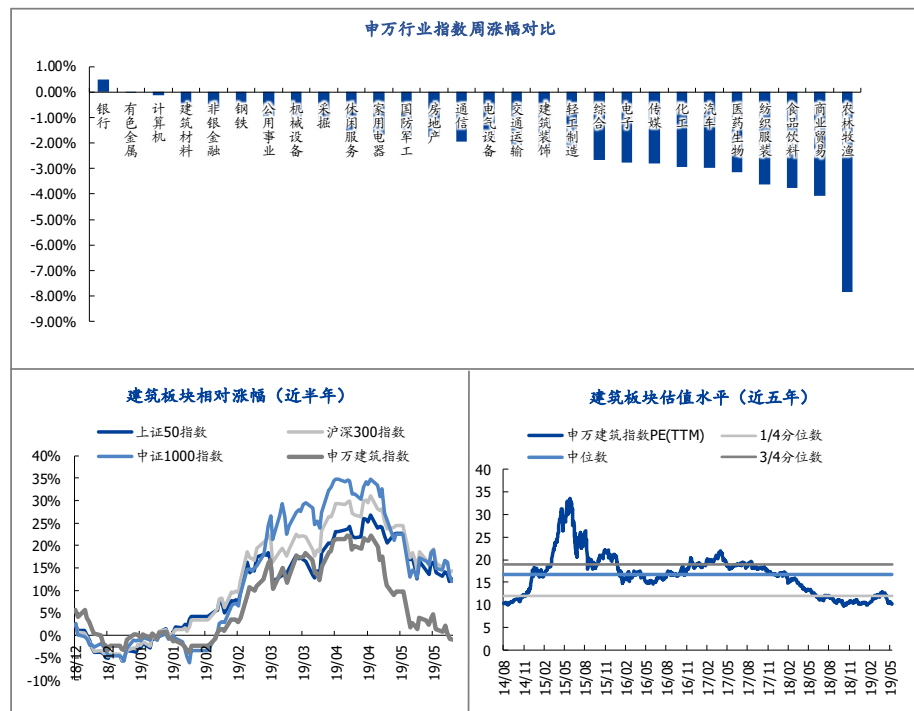 申万行业指数周涨幅对比
1.00%
0.00%
-1.00%
-2.00%
-3.00%
-4.00%
-5.00%
-6.00%
-7.00%
-8.00%
-9.00%
银行
有色金属
计算机
建筑材料
非银金融
钢铁
公用事业
机械设备
采掘
休闲服务
家用电器
国防军工
房地产
通信
电气设备
交通运输
建筑装饰
轻工制造
综合
电子
传媒
化工
汽车
医药生物
纺织服装
食品饮料
商业贸易
农林牧渔
建筑板块相对涨幅（近半年）
上证50指数
沪深300指数
中证1000指数
申万建筑指数
40%
35%
30%
25%
20%
15%
10%
5%
0%
-5%
-10%
18/12
18/12
19/01
19/01
19/02
19/02
19/03
19/03
19/04
19/04
19/05
19/05
建筑板块估值水平（近五年）
申万建筑指数PE(TTM)
1/4分位数
中位数
3/4分位数
40
35
30
25
20
15
10
5
0
14/08
14/11
15/02
15/05
15/08
15/11
16/02
16/05
16/08
16/11
17/02
17/05
17/08
17/11
18/02
18/05
18/08
18/11
19/02
19/05